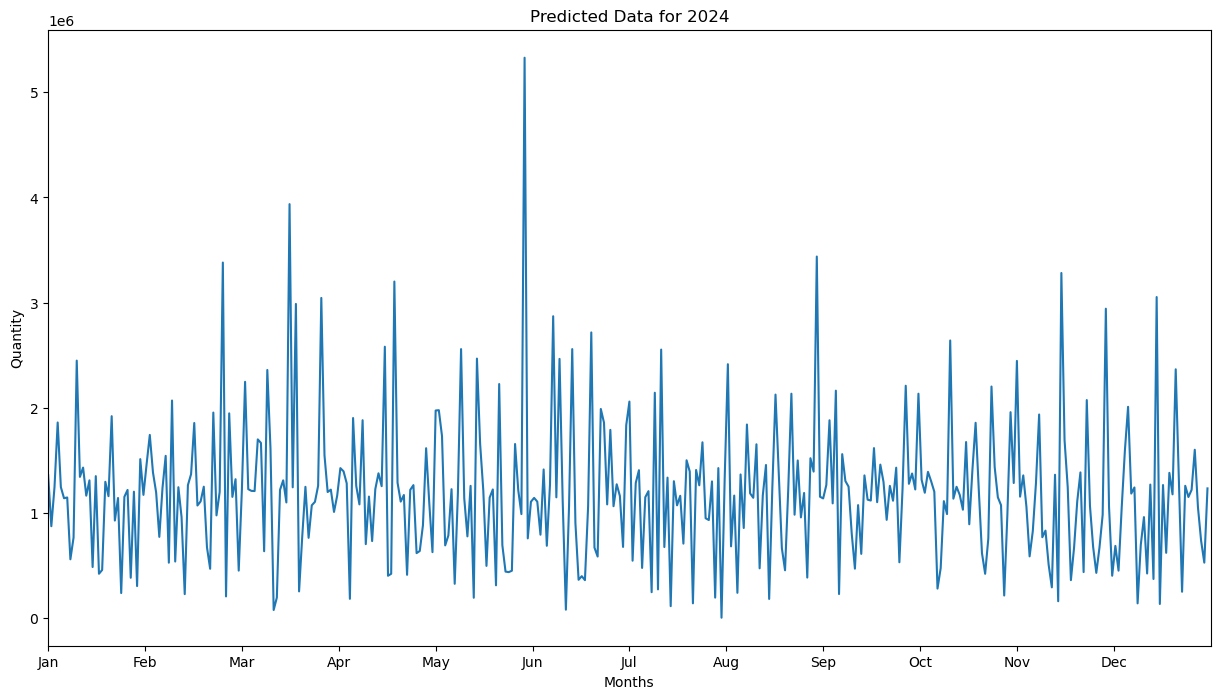 Predicted Data for 2024
1e6
5
4
3
2
1
0
Quantity
Jan Feb Mar Apr May Jun Jul Aug Sep Oct Nov Dec
Months